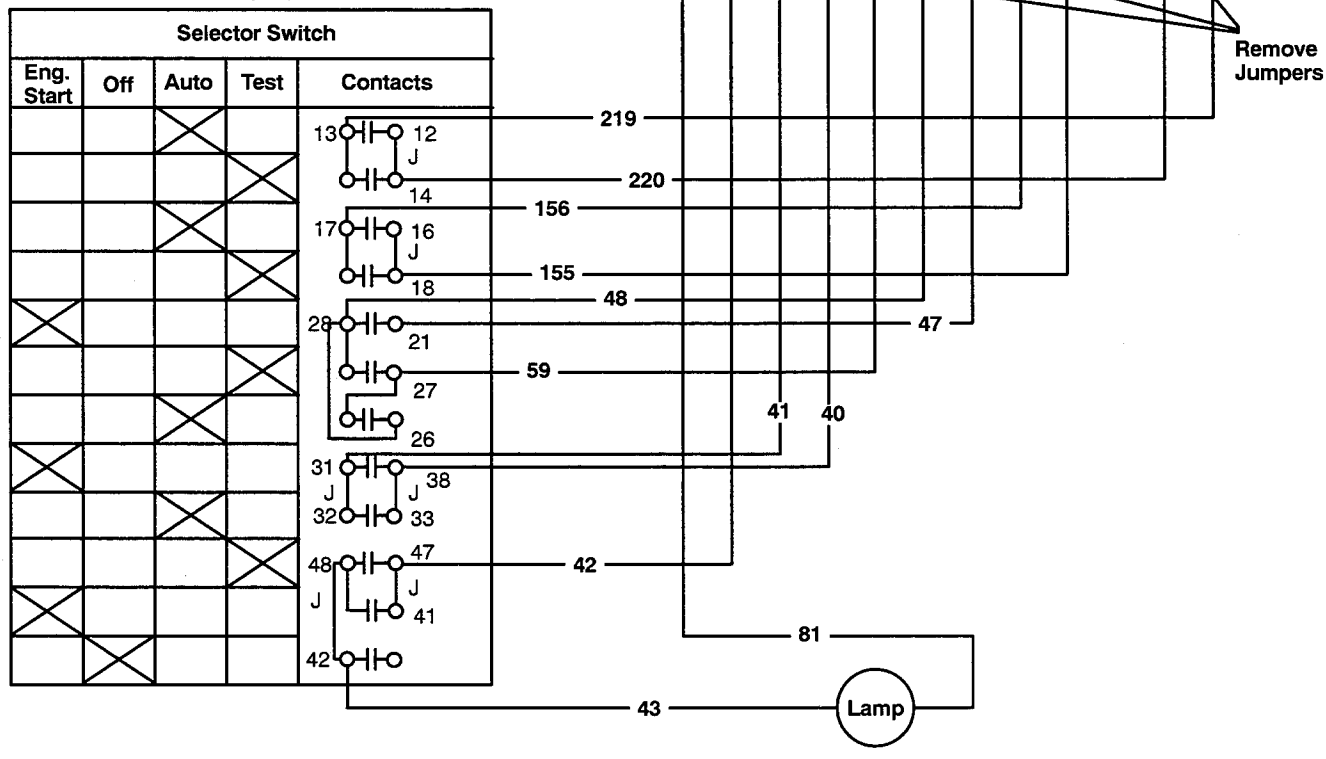 Selector Switch
Remove
Jumpers
Eng.
Start
Off
Auto
Test
Contacts
219
13
12
J
220
14
156
17
16
J
155
18
48
28
47
21
59
27
41
40
26
31
38
J
J
32
33
47
48
42
J
J
41
81
42
43
Lamp